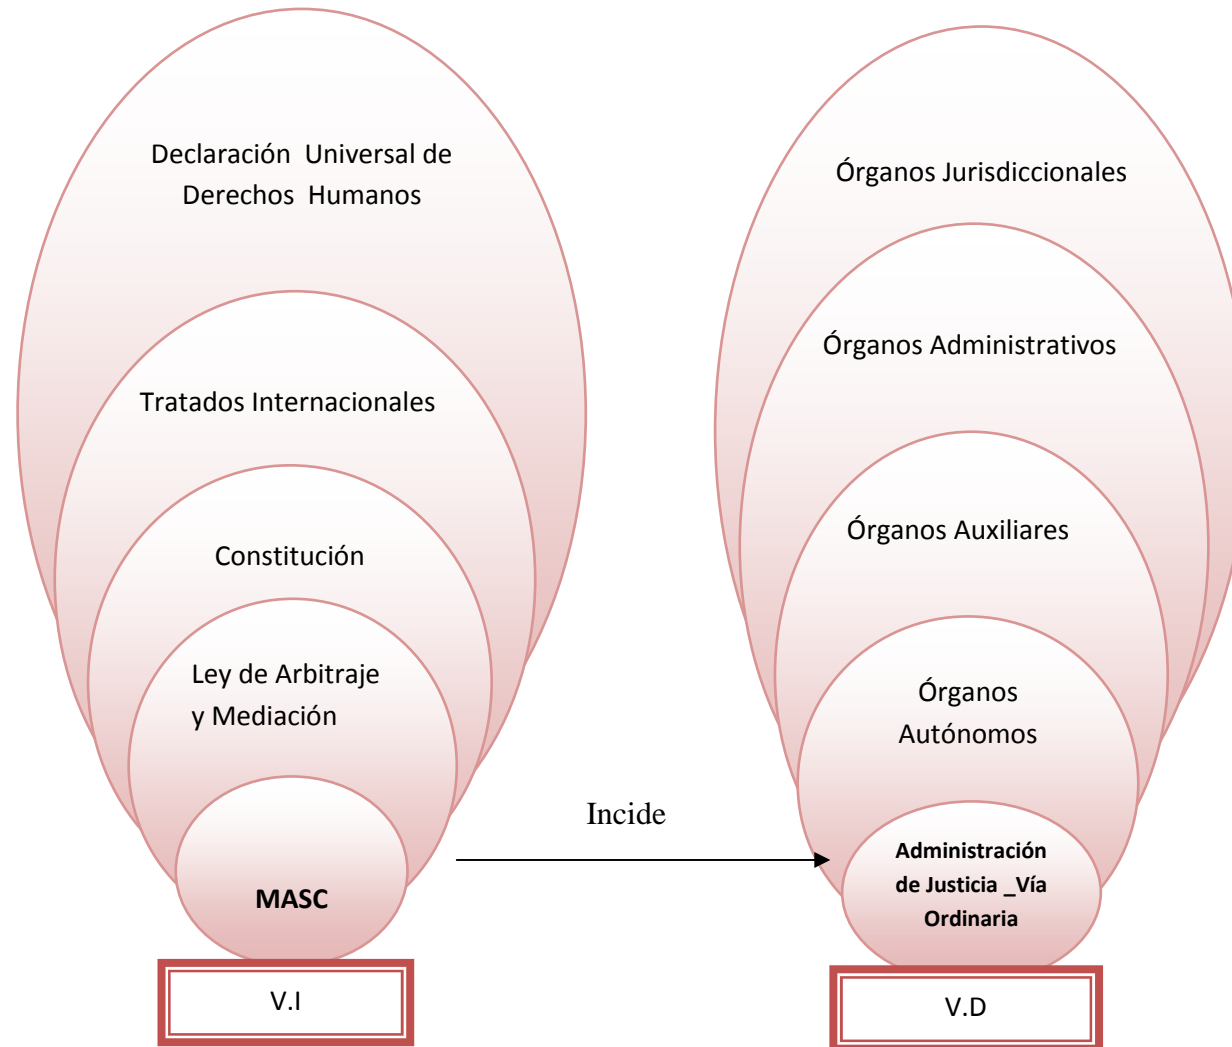 Declaración Universal de
Derechos Humanos
Tratados Internacionales
Constitución
Ley de Arbitraje
y Mediación
MASC
V.I
Incide
Órganos Jurisdiccionales
Órganos Administrativos
Órganos Auxiliares
Órganos
Autónomos
Administración
de Justicia _Vía
Ordinaria
V.D